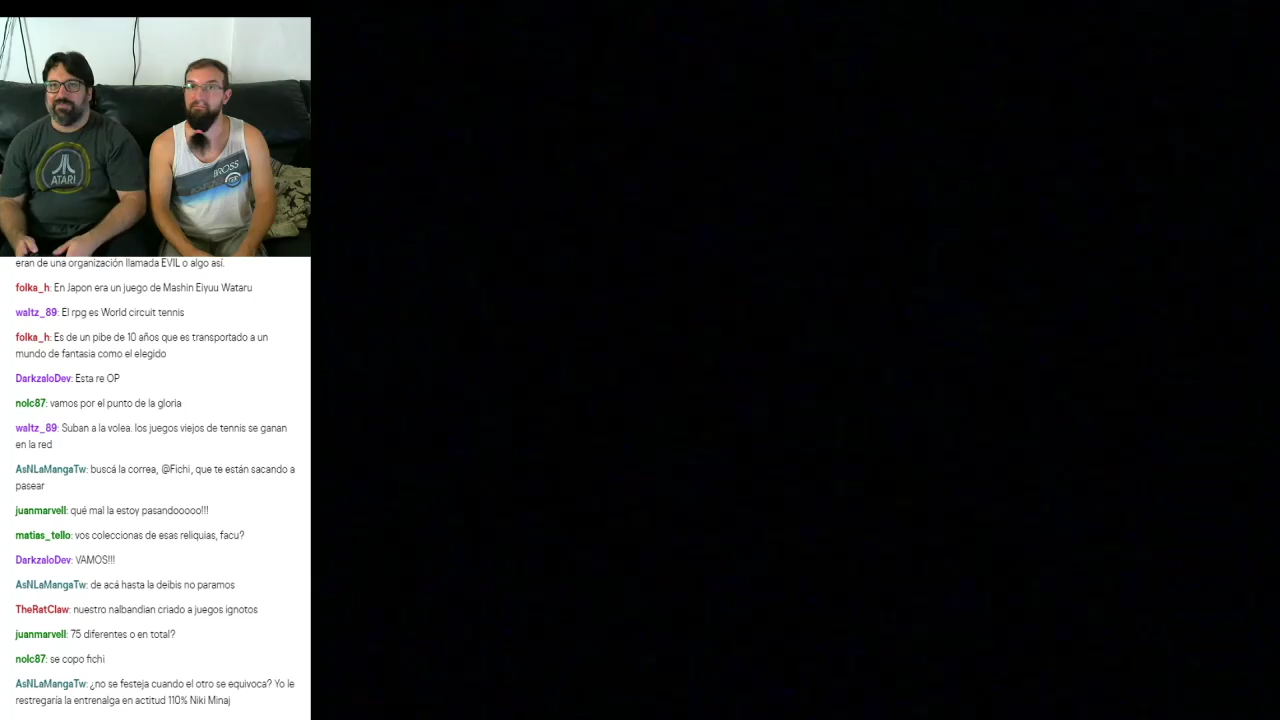 ATARI
BROSS
eran de una organización llamada EVIL o algo así.
folka_h: En Japon era un juego de Mashin Eiyuu Wataru
waltz_89: El rpg es World circuit tennis
folka_h: Es de un pibe de 10 años que es transportado a un
mundo de fantasia como el elegido
DarkzaloDev: Esta re OP
nolc87: vamos por el punto de la gloria
waltz_89: Suban a la volea. los juegos viejos de tennis se ganan
en la red
AsNLaMangaTw: buscá la correa, @Fichi, que te están sacando a
pasear
juanmarvell: qué mal la estoy pasandooooo!!!
matias_tello: vos coleccionas de esas reliquias, facu?
DarkzaloDev: VAMOS!!!
AsNLaMangaTw: de acá hasta la deibis no paramos
TheRatClaw: nuestro nalbandian criado a juegos ignotos
juanmarvell: 75 diferentes o en total?
nolc87: se copo fichi
AsNLaMangaTw: ¿no se festeja cuando el otro se equivoca? Yo le
restregaría la entrenalga en actitud 110% Niki Minaj